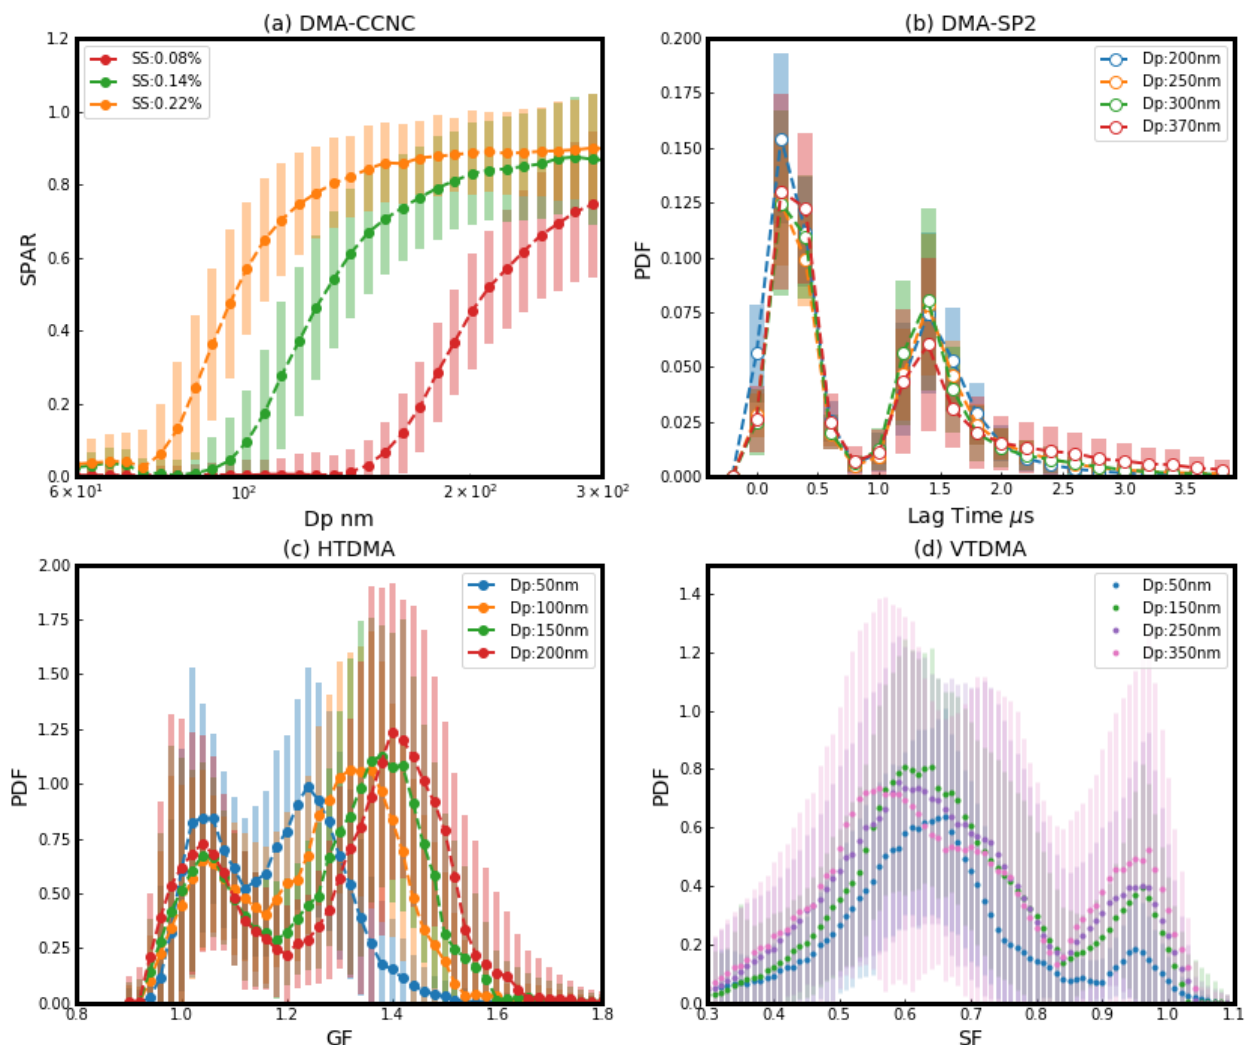 (a) DMA-CCNC
1.2
1.0
0.8
0.6
0.4
0.2
0.0
SPAR
SS:0.08%
SS:0.14%
SS:0.22%
6 × 10¹
10²
2 × 10²
3 × 10²
Dp nm
(b) DMA-SP2
0.200
0.175
0.150
0.125
0.100
0.075
0.050
0.025
0.000
PDF
Dp:200nm
Dp:250nm
Dp:300nm
Dp:370nm
0.0 0.5 1.0 1.5 2.0 2.5 3.0 3.5
Lag Time μs
(c) HTDMA
2.00
1.75
1.50
1.25
1.00
0.75
0.50
0.25
0.00
PDF
Dp:50nm
Dp:100nm
Dp:150nm
Dp:200nm
0.8 1.0 1.2 1.4 1.6 1.8
GF
(d) VTDMA
1.4
1.2
1.0
0.8
0.6
0.4
0.2
0.0
PDF
Dp:50nm
Dp:150nm
Dp:250nm
Dp:350nm
0.3 0.4 0.5 0.6 0.7 0.8 0.9 1.0 1.1
SF